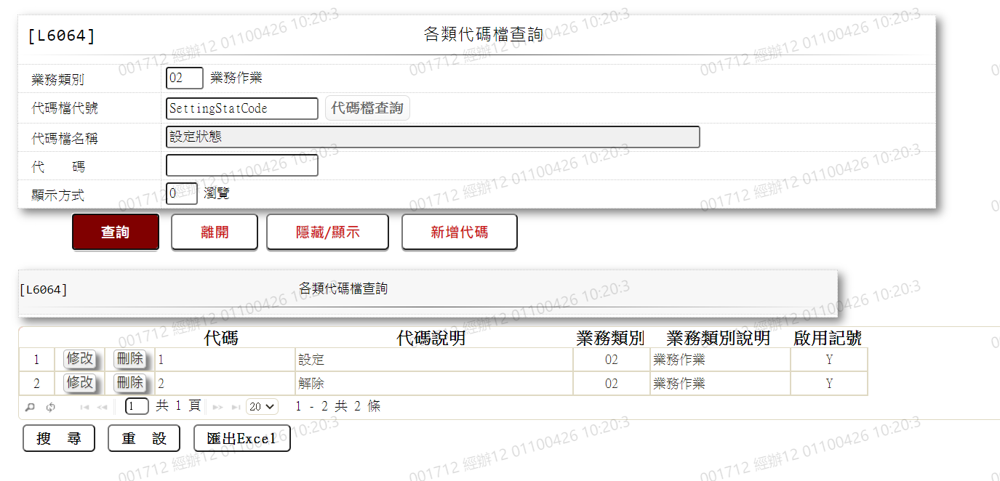 [L6064] 各類代碼檔查詢
業務類別 02 業務作業
代碼檔代號 SettingStatCode 代碼檔查詢
代碼檔名稱 設定狀態
代 碼
顯示方式 0 瀏覽
查詢 離開 隱藏/顯示 新增代碼
[L6064] 各類代碼檔查詢
代碼 代碼說明 業務類別 業務類別說明 啟用記號
1 修改 刪除 1 設定 02 業務作業 Y
2 修改 刪除 2 解除 02 業務作業 Y
1 共 1 頁 20 1 - 2 共 2 條
搜 尋 重 設 匯出Excel
001712 經辦12 01100426 10:20:3